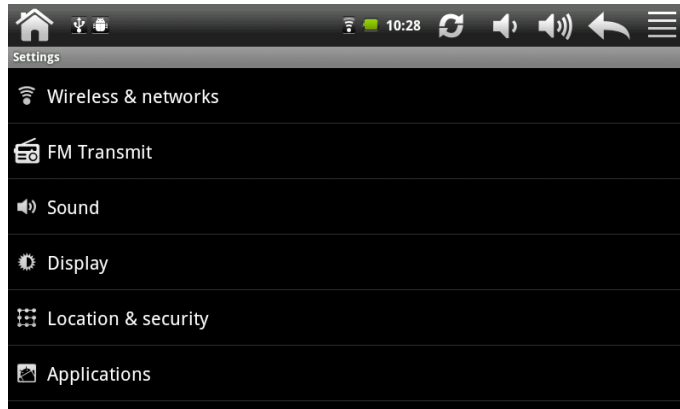 10:28
Settings
Wireless & networks
FM Transmit
Sound
Display
Location & security
Applications